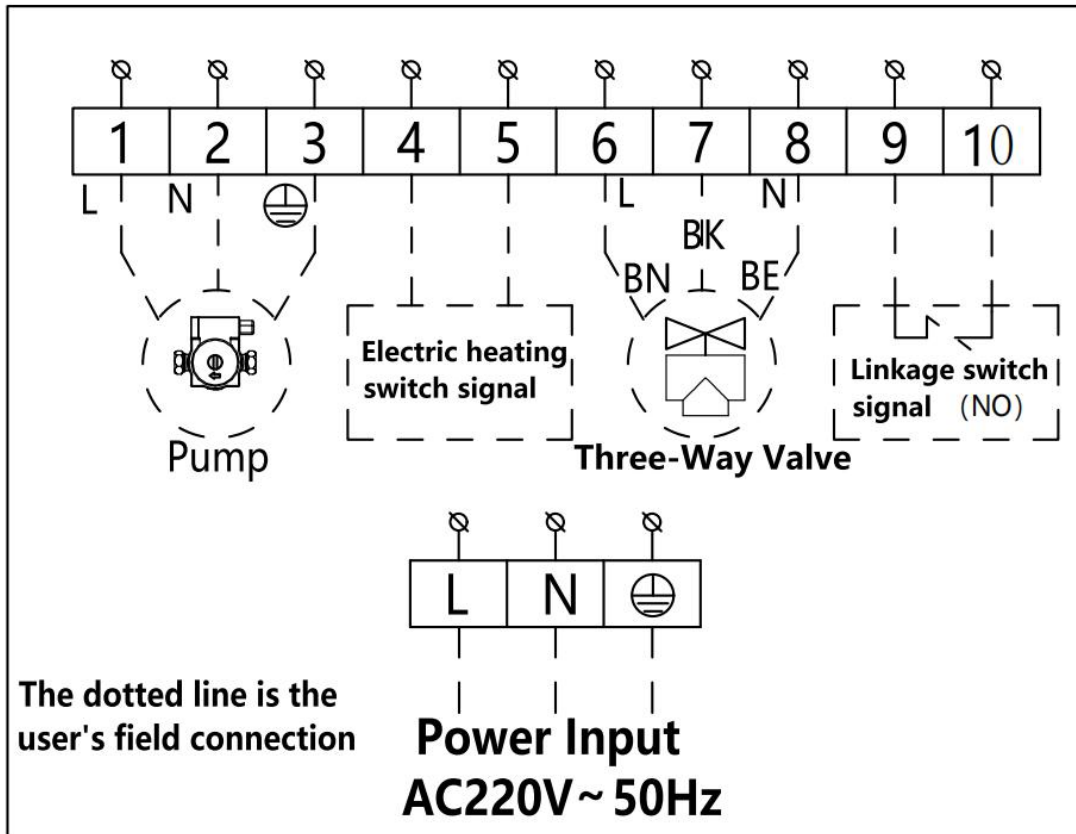 1 2 3 4 5 6 7 8 9 10
L N L N
BK
BN BE
Electric heating
switch signal
Linkage switch
signal (NO)
Pump
Three-Way Valve
L N
The dotted line is the
user's field connection
Power Input
AC220V~50Hz